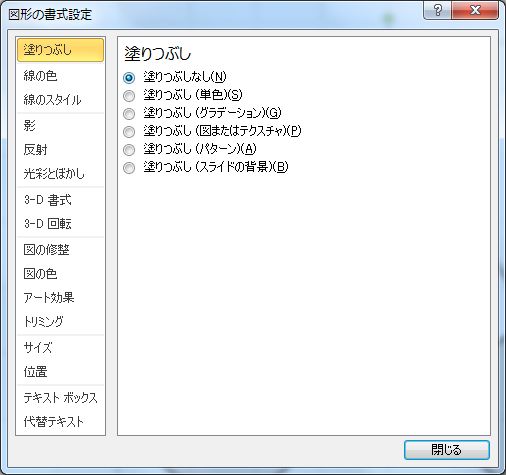 図形の書式設定
?
塗りつぶし
線の色
線のスタイル
影
反射
光彩とぼかし
3-D 書式
3-D 回転
図の修整
図の色
アート効果
トリミング
サイズ
位置
テキスト ボックス
代替テキスト
塗りつぶし
塗りつぶしなし(N)
塗りつぶし (単色)(S)
塗りつぶし (グラデーション)(G)
塗りつぶし (図またはテクスチャ)(P)
塗りつぶし (パターン)(A)
塗りつぶし (スライドの背景)(B)
閉じる